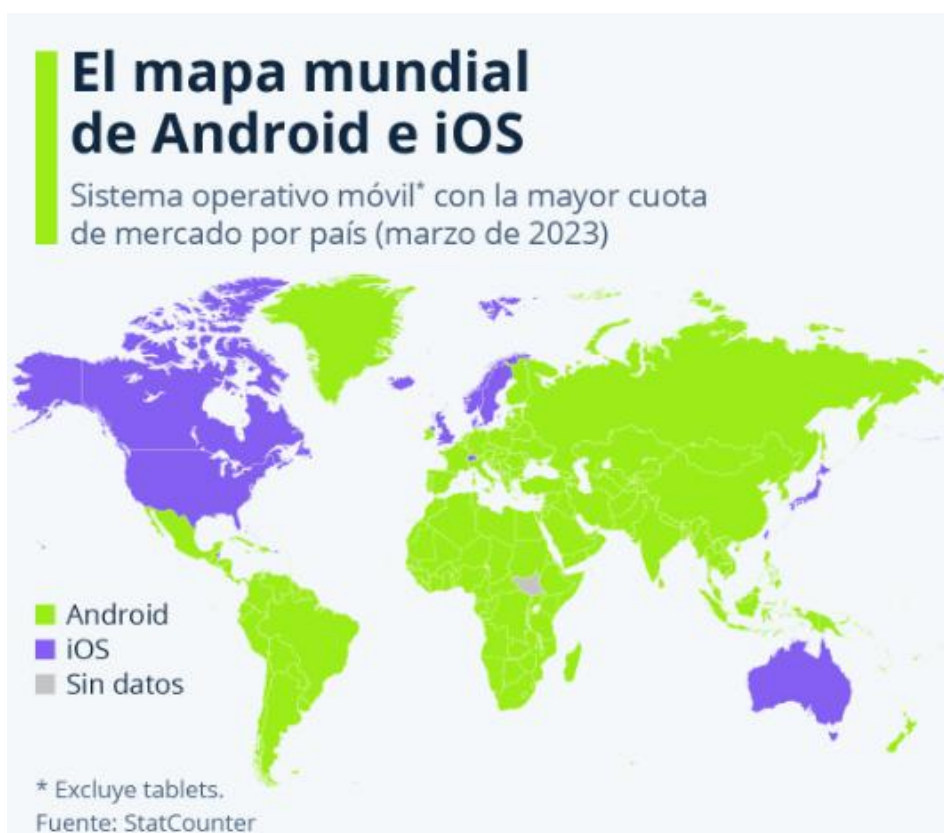 El mapa mundial
de Android e iOS
Sistema operativo móvil* con la mayor cuota
de mercado por país (marzo de 2023)
Android
iOS
Sin datos
* Excluye tablets.
Fuente: StatCounter